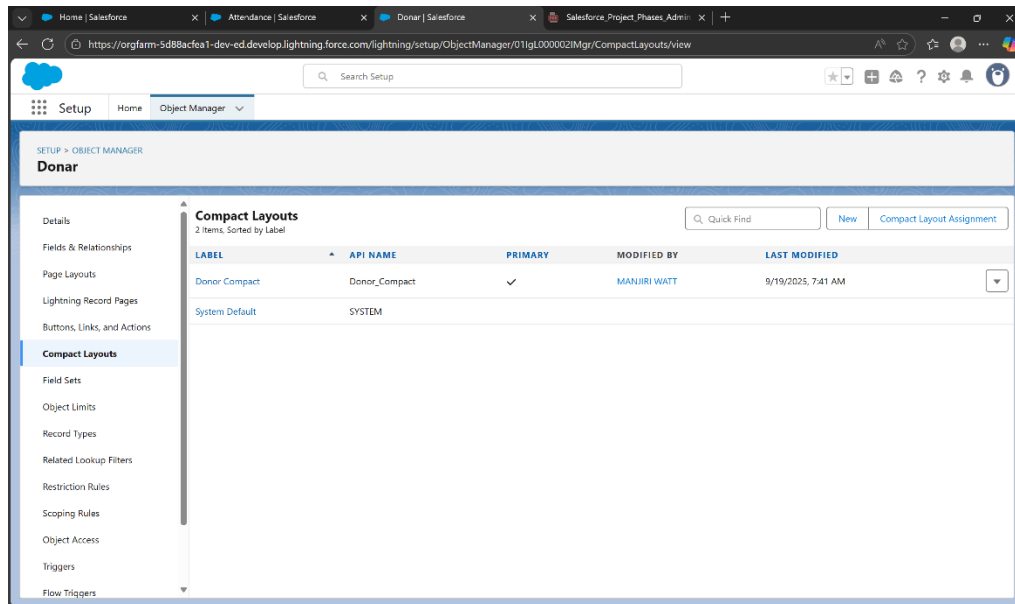 Home | Salesforce
Attendance | Salesforce
Donar | Salesforce
Salesforce_Project_Phases_Admin
https://orgfarm-5d88acfea1-dev-ed.develop.lightning.force.com/lightning/setup/ObjectManager/01IgL000002IMgr/CompactLayouts/view
Search Setup
Setup Home Object Manager
SETUP > OBJECT MANAGER
Donar
Details
Fields & Relationships
Page Layouts
Lightning Record Pages
Buttons, Links, and Actions
Compact Layouts
Field Sets
Object Limits
Record Types
Related Lookup Filters
Restriction Rules
Scoping Rules
Object Access
Triggers
Flow Triggers
Compact Layouts
2 Items, Sorted by Label
Quick Find New Compact Layout Assignment
LABEL API NAME PRIMARY MODIFIED BY LAST MODIFIED
Donor Compact Donor_Compact MANJIRI WATT 9/19/2025, 7:41 AM
System Default SYSTEM